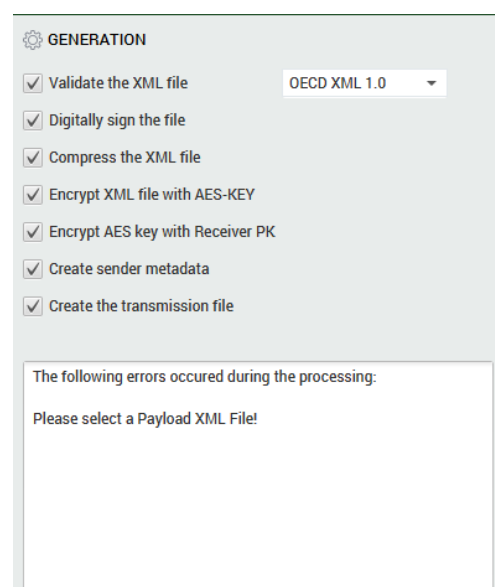 GENERATION
Validate the XML file OECD XML 1.0
Digitally sign the file
Compress the XML file
Encrypt XML file with AES-KEY
Encrypt AES key with Receiver PK
Create sender metadata
Create the transmission file
The following errors occured during the processing:
Please select a Payload XML File!